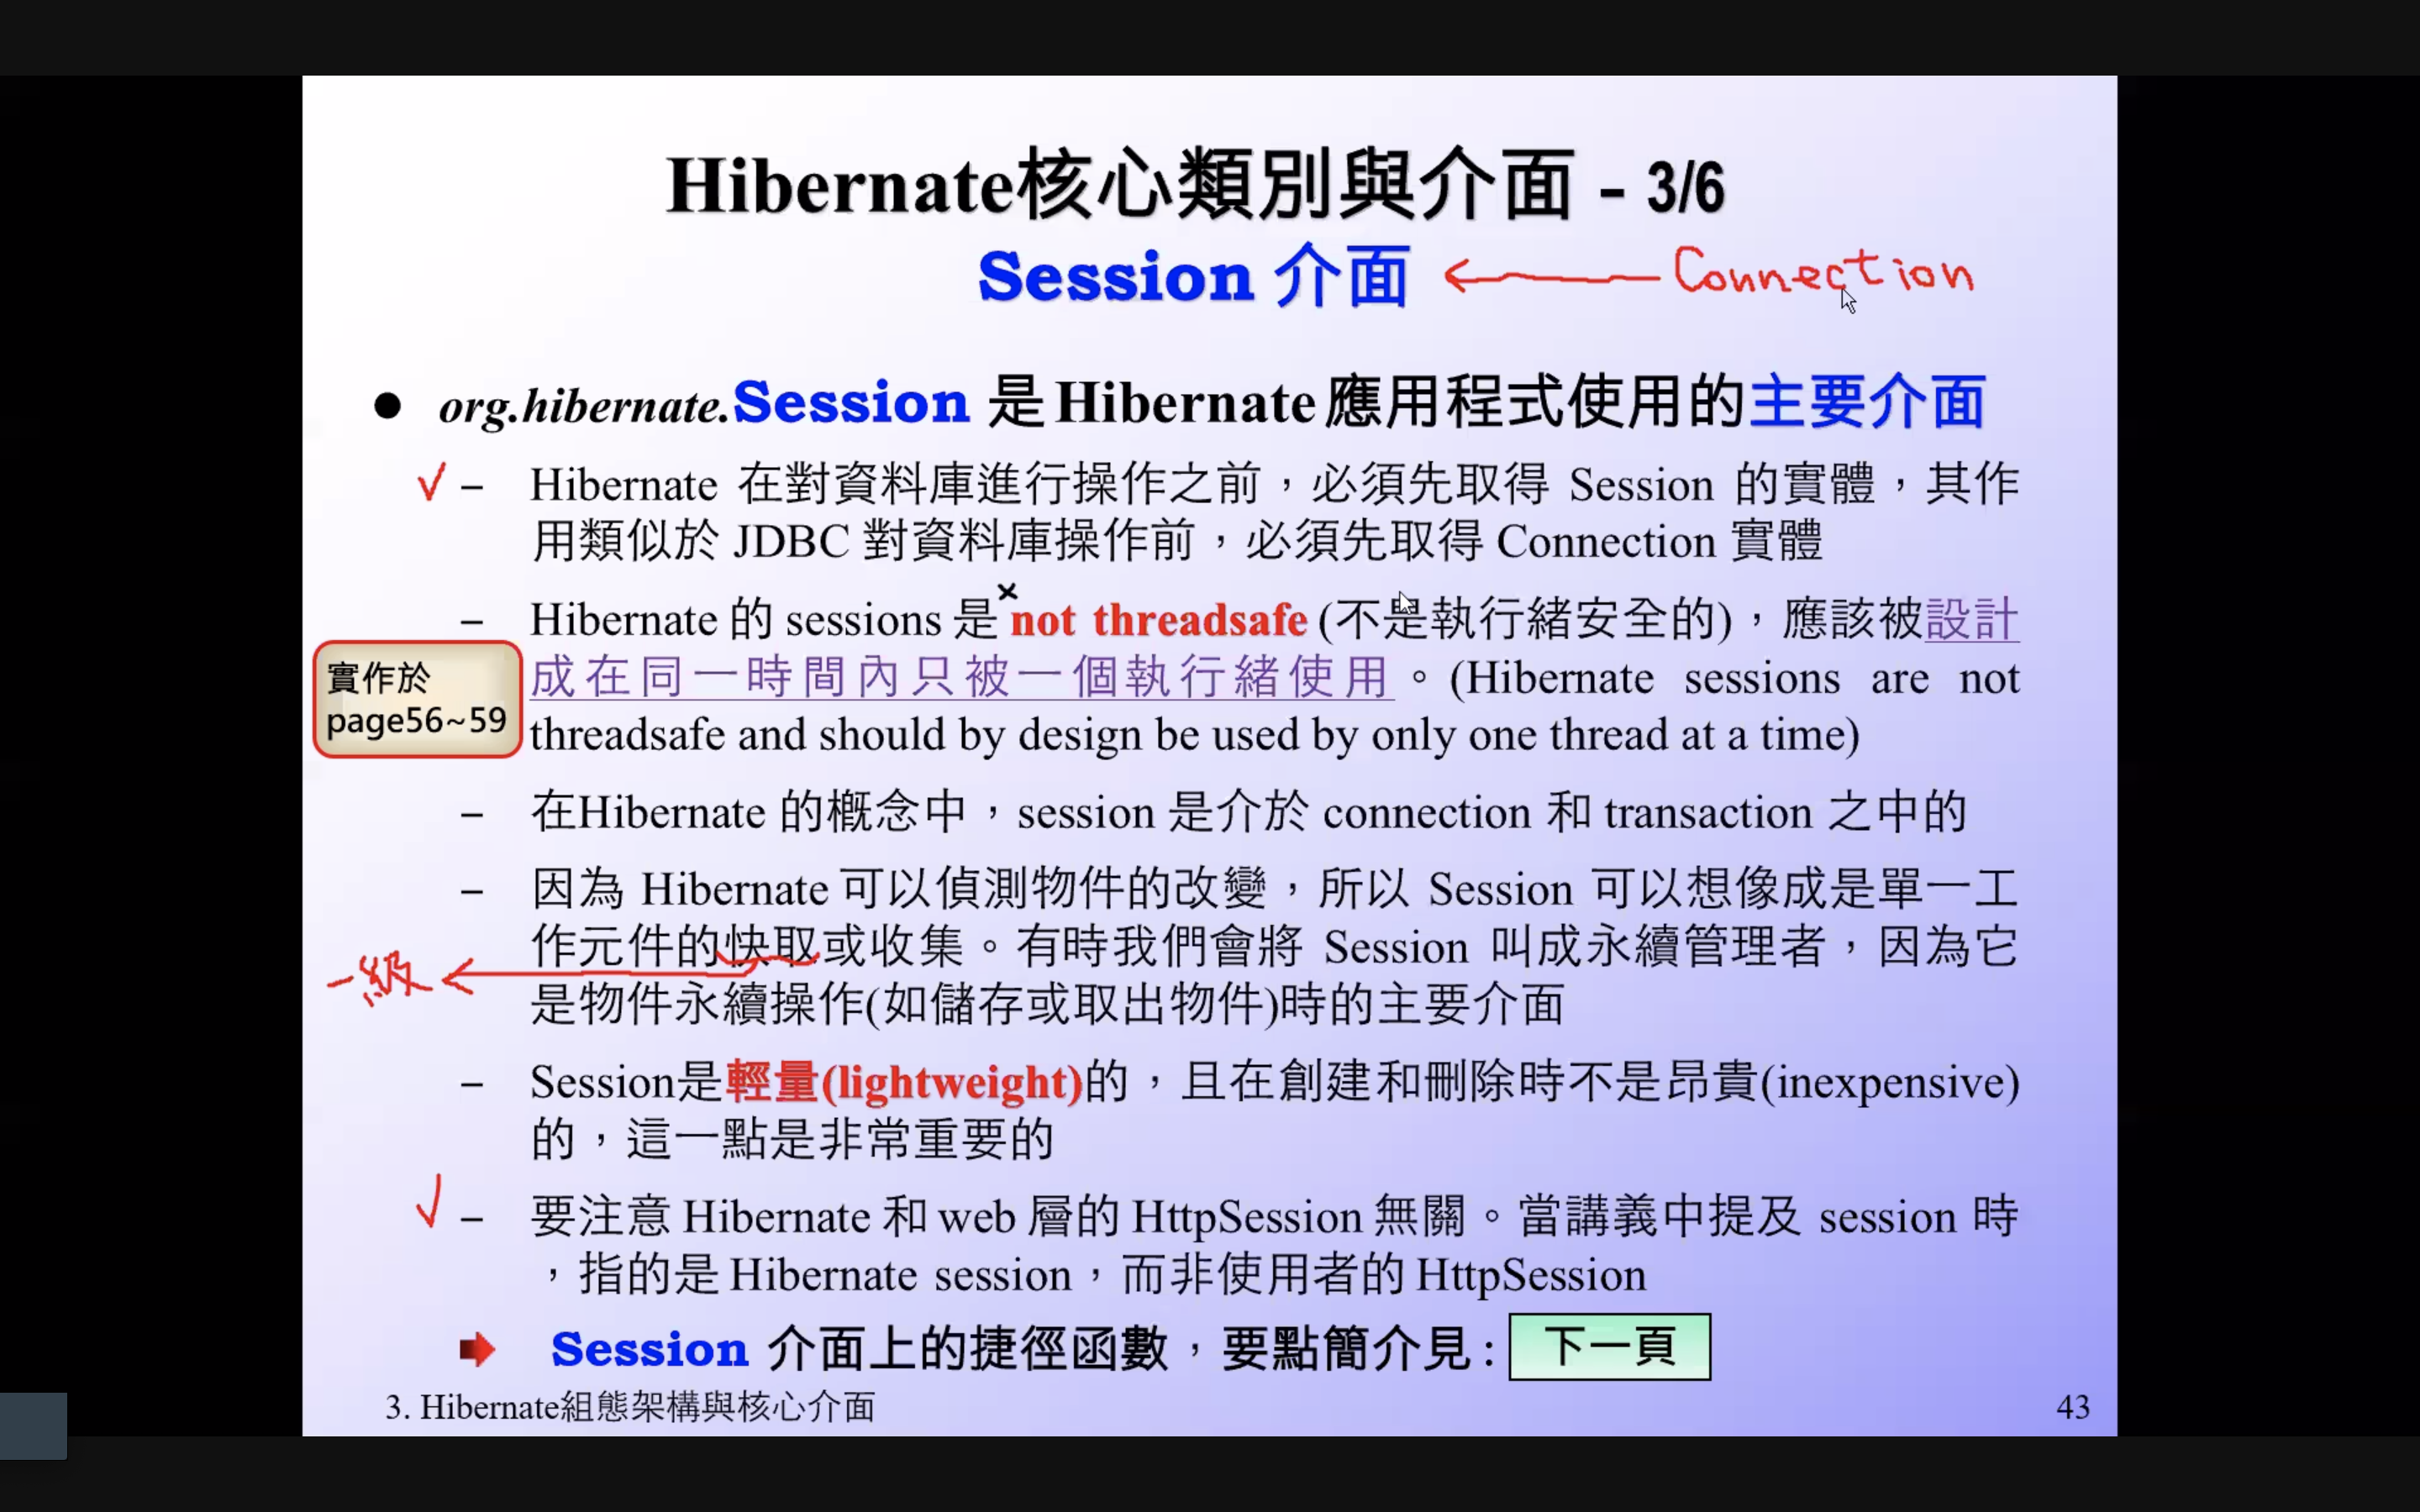 Hibernate核心類別與介面 - 3/6
Session 介面 ← Connection
● org.hibernate.Session 是Hibernate應用程式使用的主要介面
✓ – Hibernate 在對資料庫進行操作之前，必須先取得 Session 的實體，其作
用類似於 JDBC 對資料庫操作前，必須先取得 Connection 實體
– Hibernate 的 sessions 是 not threadsafe (不是執行緒安全的)，應該被設計
成在同一時間內只被一個執行緒使用。(Hibernate sessions are not
threadsafe and should by design be used by only one thread at a time)
實作於
page56~59
– 在Hibernate 的概念中，session 是介於 connection 和 transaction 之中的
– 因為 Hibernate 可以偵測物件的改變，所以 Session 可以想像成是單一工
作元件的快取或收集。有時我們會將 Session 叫成永續管理者，因為它
一級 ←
是物件永續操作(如儲存或取出物件)時的主要介面
– Session是輕量(lightweight)的，且在創建和刪除時不是昂貴(inexpensive)
的，這一點是非常重要的
✓ – 要注意 Hibernate 和 web 層的 HttpSession 無關。當講義中提及 session 時
，指的是 Hibernate session，而非使用者的 HttpSession
Session 介面上的捷徑函數，要點簡介見 : 下一頁
3. Hibernate組態架構與核心介面
43